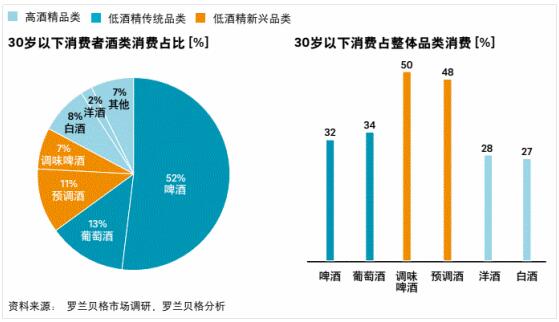 高酒精品类 低酒精传统品类 低酒精新兴品类
30岁以下消费者酒类消费占比 [%]
30岁以下消费占整体品类消费 [%]
7%
其他
2%
洋酒
8%
白酒
7%
调味啤酒
11%
预调酒
13%
葡萄酒
52%
啤酒
32
34
50
48
28
27
啤酒 葡萄酒 调味啤酒 预调酒 洋酒 白酒
资料来源： 罗兰贝格市场调研，罗兰贝格分析